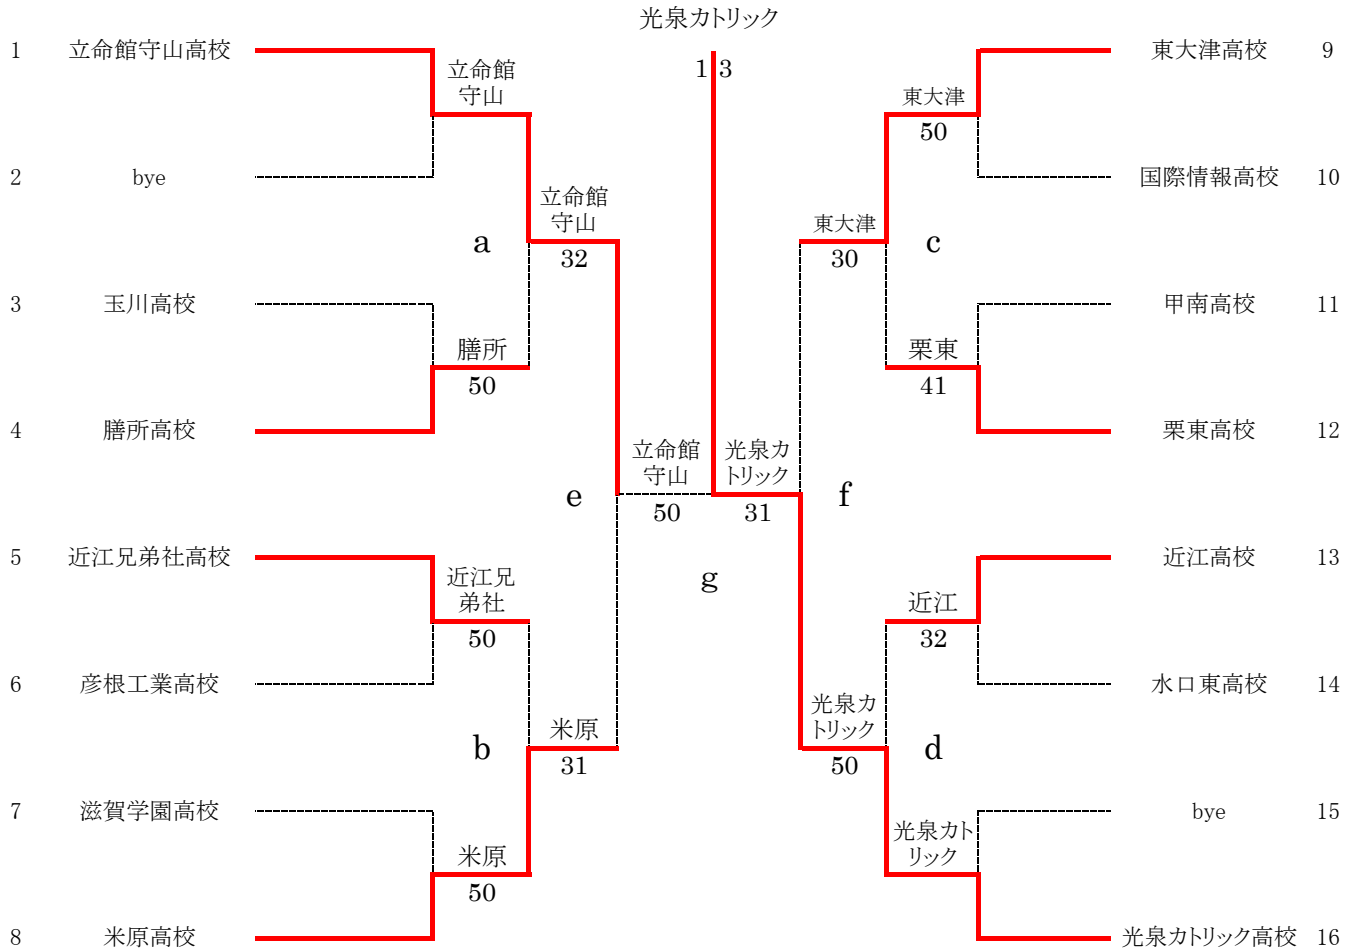 光泉カトリック
1 3
1 立命館守山高校
立命館
守山
2 bye
a
立命館
守山
32
3 玉川高校
膳所
50
4 膳所高校
e
立命館
守山
50
5 近江兄弟社高校
近江兄
弟社
50
6 彦根工業高校
b
米原
31
7 滋賀学園高校
米原
50
8 米原高校
g
光泉カ
トリック
31
f
東大津高校 9
東大津
50
国際情報高校 10
東大津
30
c
甲南高校 11
栗東
41
栗東高校 12
近江高校 13
近江
32
水口東高校 14
光泉カ
トリック
50
d
bye 15
光泉カト
リック
光泉カトリック高校 16